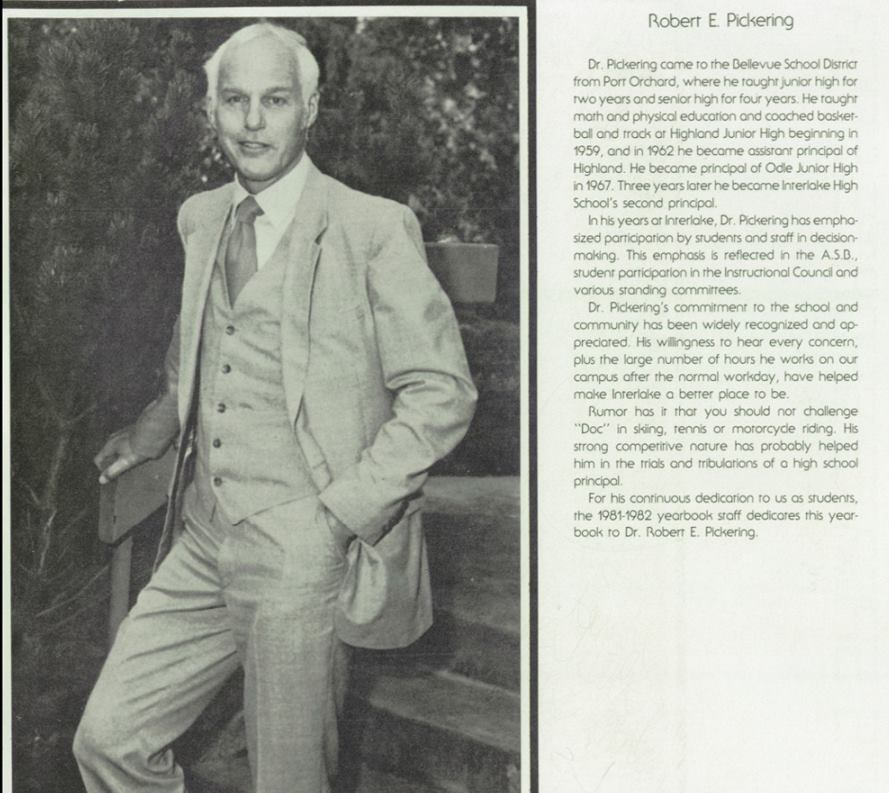 Robert E. Pickering
Dr. Pickering came to the Bellevue School District
from Port Orchard, where he taught junior high for
two years and senior high for four years. He taught
math and physical education and coached basket-
ball and track at Highland Junior High beginning in
1959, and in 1962 he became assistant principal of
Highland. He became principal of Odle Junior High
in 1967. Three years later he became Interlake High
School's second principal.
In his years at Interlake, Dr. Pickering has empha-
sized participation by students and staff in decision-
making. This emphasis is reflected in the A.S.B.,
student participation in the Instructional Council and
various standing committees.
Dr. Pickering's commitment to the school and
community has been widely recognized and ap-
preciated. His willingness to hear every concern,
plus the large number of hours he works on our
campus after the normal workday, have helped
make Interlake a better place to be.
Rumor has it that you should not challenge
"Doc" in skiing, tennis or motorcycle riding. His
strong competitive nature has probably helped
him in the trials and tribulations of a high school
principal.
For his continuous dedication to us as students,
the 1981-1982 yearbook staff dedicates this year-
book to Dr. Robert E. Pickering.